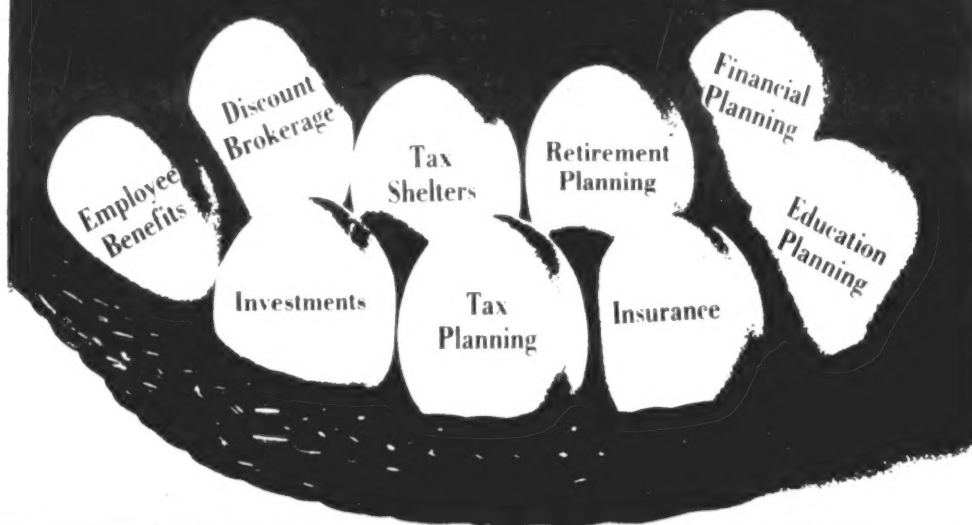 Employee
Benefits
Discount
Brokerage
Tax
Shelters
Retirement
Planning
Financial
Planning
Education
Planning
Investments
Tax
Planning
Insurance